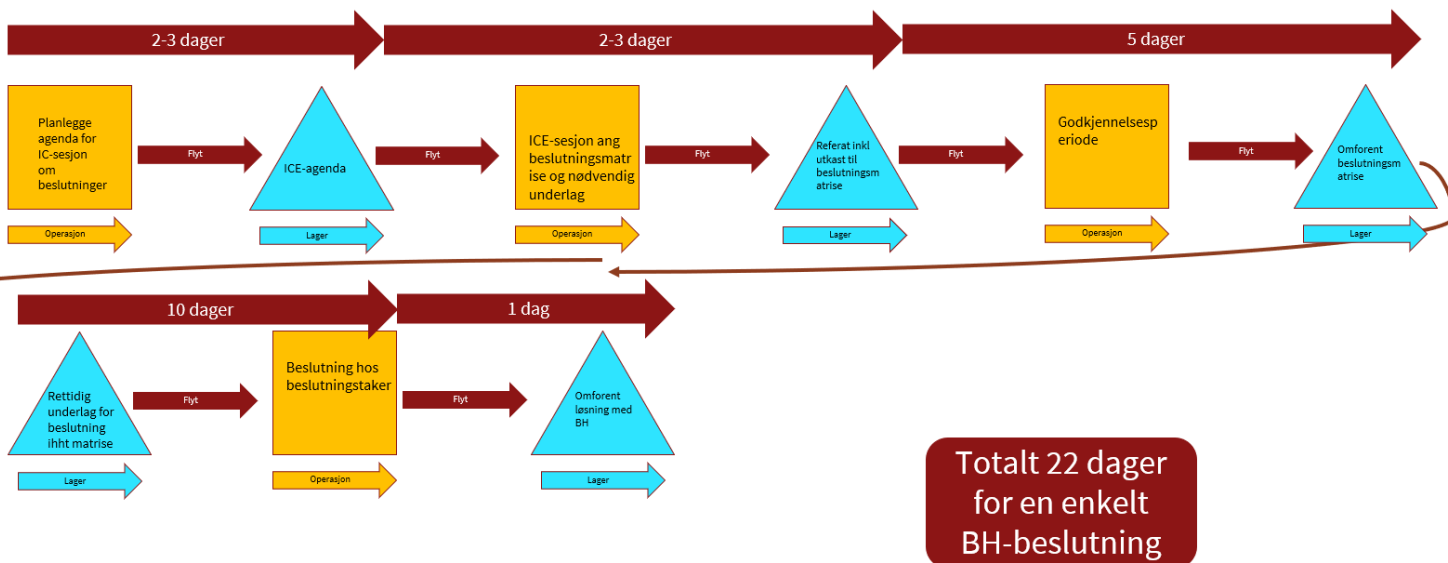 2-3 dager
2-3 dager
5 dager
Planlegge
agenda for
IC-sesjon
om
beslutninger
Flyt
ICE-agenda
Flyt
ICE-sesjon ang
beslutningsmatr
ise og nødvendig
underlag
Flyt
Referat inkl
utkast til
beslutningsm
atrise
Flyt
Godkjennelsesp
eriode
Flyt
Omforent
beslutningsm
atrise
Operasjon
Lager
Operasjon
Lager
Operasjon
Lager
10 dager
1 dag
Rettidig
underlag for
beslutning
ihht matrise
Flyt
Beslutning hos
beslutningstaker
Flyt
Omforent
løsning med
BH
Lager
Operasjon
Lager
Totalt 22 dager
for en enkelt
BH-beslutning